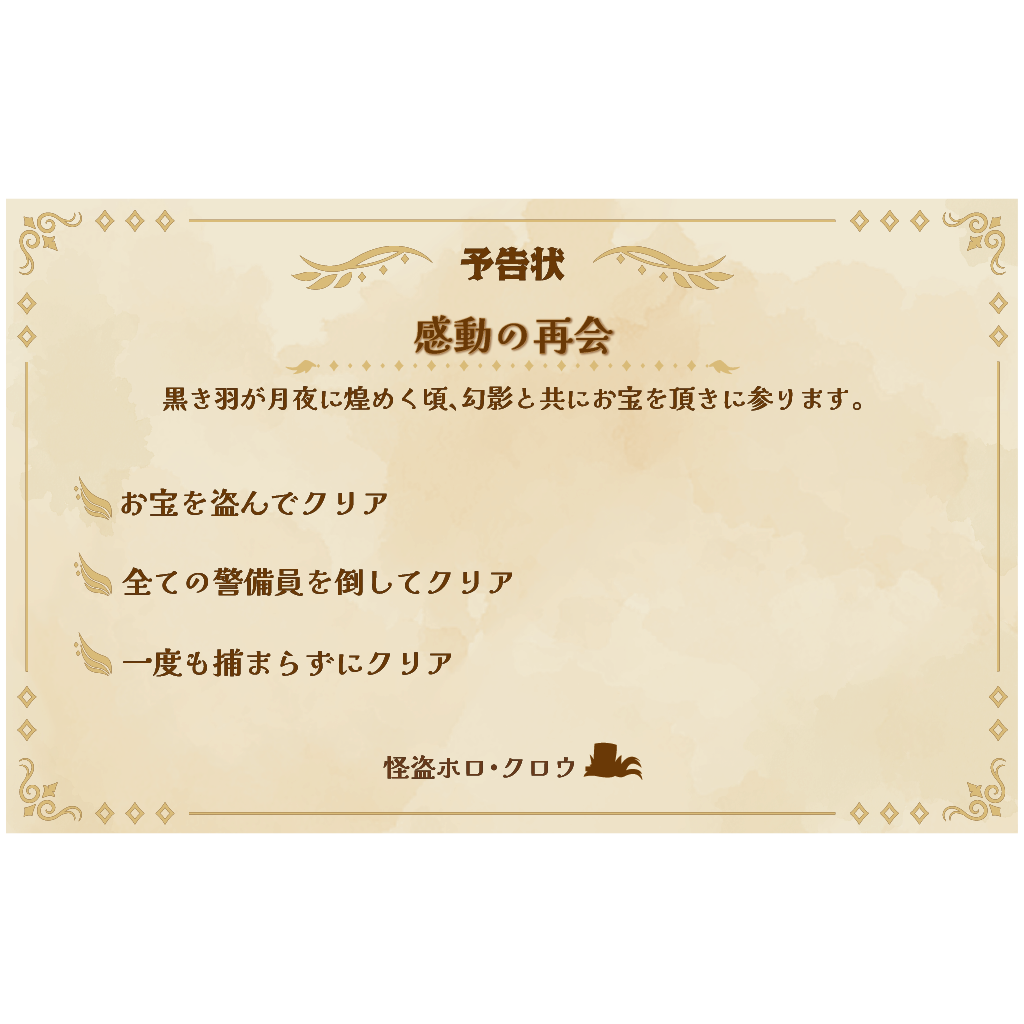 予告状
感動の再会
黒き羽が月夜に煌めく頃、幻影と共にお宝を頂きに参ります。
お宝を盗んでクリア
全ての警備員を倒してクリア
一度も捕まらずにクリア
怪盗ホロ・クロウ